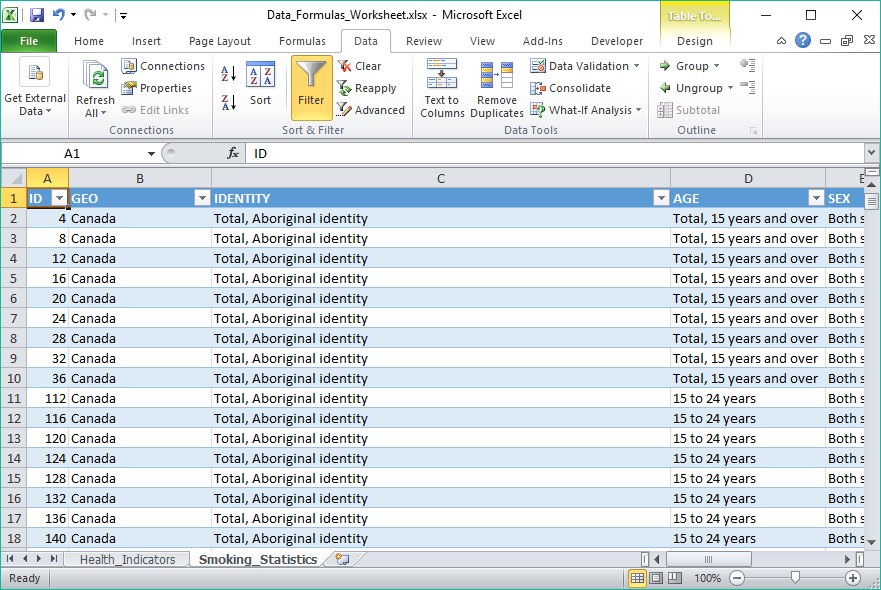 Data_Formulas_Worksheet.xlsx - Microsoft Excel
Table To...
File Home Insert Page Layout Formulas Data Review View Add-Ins Developer Design
Get External Data
Refresh All
Connections
Properties
Edit Links
Connections
Sort
Filter
Clear
Reapply
Advanced
Sort & Filter
Text to Columns
Remove Duplicates
Data Validation
Consolidate
What-If Analysis
Data Tools
Group
Ungroup
Subtotal
Outline
A1 fx ID
A B C D E
1 ID GEO IDENTITY AGE SEX
2 4 Canada Total, Aboriginal identity Total, 15 years and over Both s
3 8 Canada Total, Aboriginal identity Total, 15 years and over Both s
4 12 Canada Total, Aboriginal identity Total, 15 years and over Both s
5 16 Canada Total, Aboriginal identity Total, 15 years and over Both s
6 20 Canada Total, Aboriginal identity Total, 15 years and over Both s
7 24 Canada Total, Aboriginal identity Total, 15 years and over Both s
8 28 Canada Total, Aboriginal identity Total, 15 years and over Both s
9 32 Canada Total, Aboriginal identity Total, 15 years and over Both s
10 36 Canada Total, Aboriginal identity Total, 15 years and over Both s
11 112 Canada Total, Aboriginal identity 15 to 24 years Both s
12 116 Canada Total, Aboriginal identity 15 to 24 years Both s
13 120 Canada Total, Aboriginal identity 15 to 24 years Both s
14 124 Canada Total, Aboriginal identity 15 to 24 years Both s
15 128 Canada Total, Aboriginal identity 15 to 24 years Both s
16 132 Canada Total, Aboriginal identity 15 to 24 years Both s
17 136 Canada Total, Aboriginal identity 15 to 24 years Both s
18 140 Canada Total, Aboriginal identity 15 to 24 years Both s
Health_Indicators Smoking_Statistics
Ready 100%